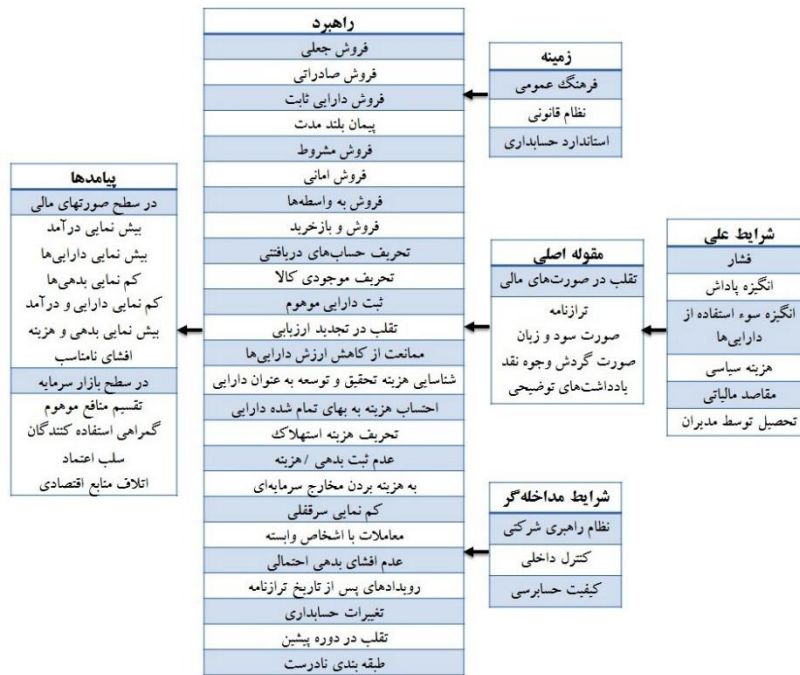 شرایط علی
فشار
انگیزه پاداش
انگیزه سوء استفاده از
دارایی‌ها
هزینه سیاسی
مقاصد مالیاتی
تحصیل توسط مدیران
زمینه
فرهنگ عمومی
نظام قانونی
استاندارد حسابداری
مقوله اصلی
تقلب در صورت‌های مالی
ترازنامه
صورت سود و زیان
صورت گردش وجوه نقد
یادداشت‌های توضیحی
شرایط مداخله‌گر
نظام راهبری شرکتی
کنترل داخلی
کیفیت حسابرسی
راهبرد
فروش جعلی
فروش صادراتی
فروش دارایی ثابت
پیمان بلند مدت
فروش مشروط
فروش امانی
فروش به واسطه‌ها
فروش و بازخرید
تحریف حساب‌های دریافتنی
تحریف موجودی کالا
ثبت دارایی موهوم
تقلب در تجدید ارزیابی
ممانعت از کاهش ارزش دارایی‌ها
شناسایی هزینه تحقیق و توسعه به عنوان دارایی
احتساب هزینه به بهای تمام شده دارایی
تحریف هزینه استهلاک
عدم ثبت بدهی /هزینه
به هزینه بردن مخارج سرمایه‌ای
کم نمایی سرقفلی
معاملات با اشخاص وابسته
عدم افشای بدهی احتمالی
رویدادهای پس از تاریخ ترازنامه
تغییرات حسابداری
تقلب در دوره پیشین
طبقه بندی نادرست
پیامدها
در سطح صورتهای مالی
بیش نمایی درآمد
بیش نمایی دارایی‌ها
کم نمایی بدهی‌ها
کم نمایی دارایی و درآمد
بیش نمایی بدهی و هزینه
افشای نامناسب
در سطح بازار سرمایه
تقسیم منافع موهوم
گمراهی استفاده کنندگان
سلب اعتماد
اتلاف منابع اقتصادی